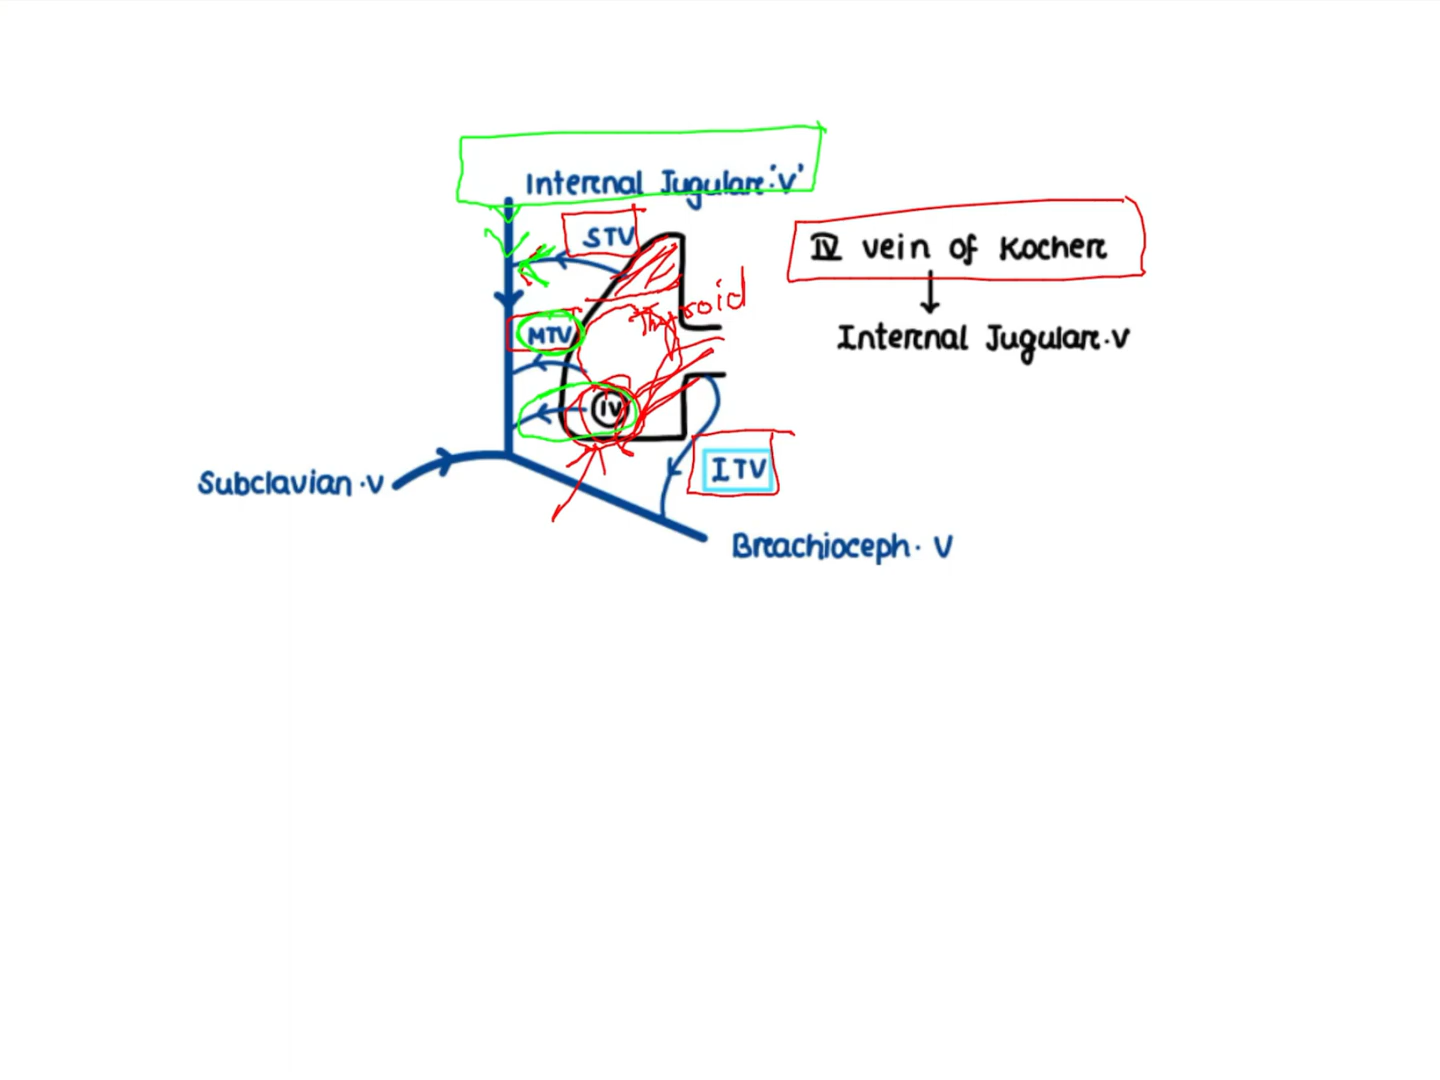 Internal Jugular.'v'
STV
IV vein of Kocher
Thyroid
MTV
Internal Jugular.v
IV
ITV
Subclavian.v
Brachioceph. V